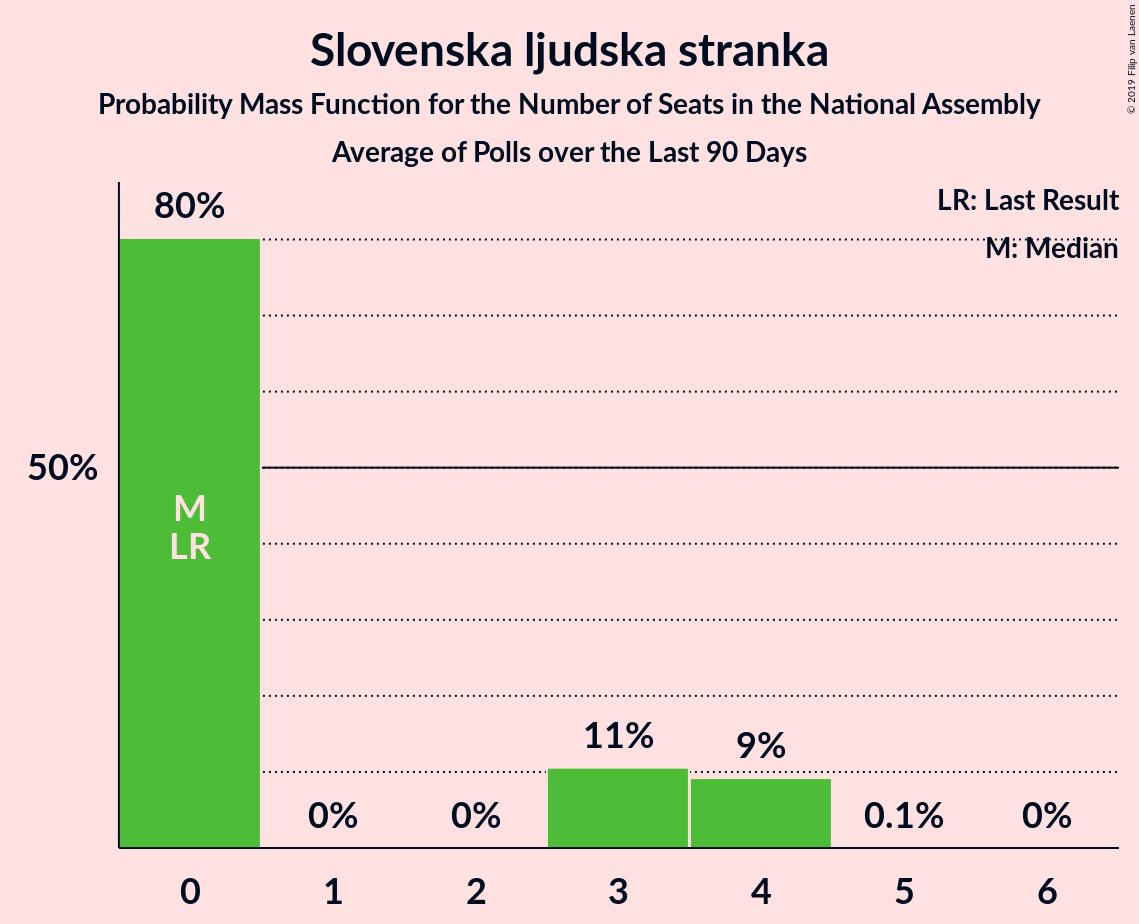 Slovenska ljudska stranka
Probability Mass Function for the Number of Seats in the National Assembly
Average of Polls over the Last 90 Days
© 2019 Filip van Laenen
LR: Last Result
M: Median
80%
50%
M
LR
0%
0%
11%
9%
0.1%
0%
0
1
2
3
4
5
6